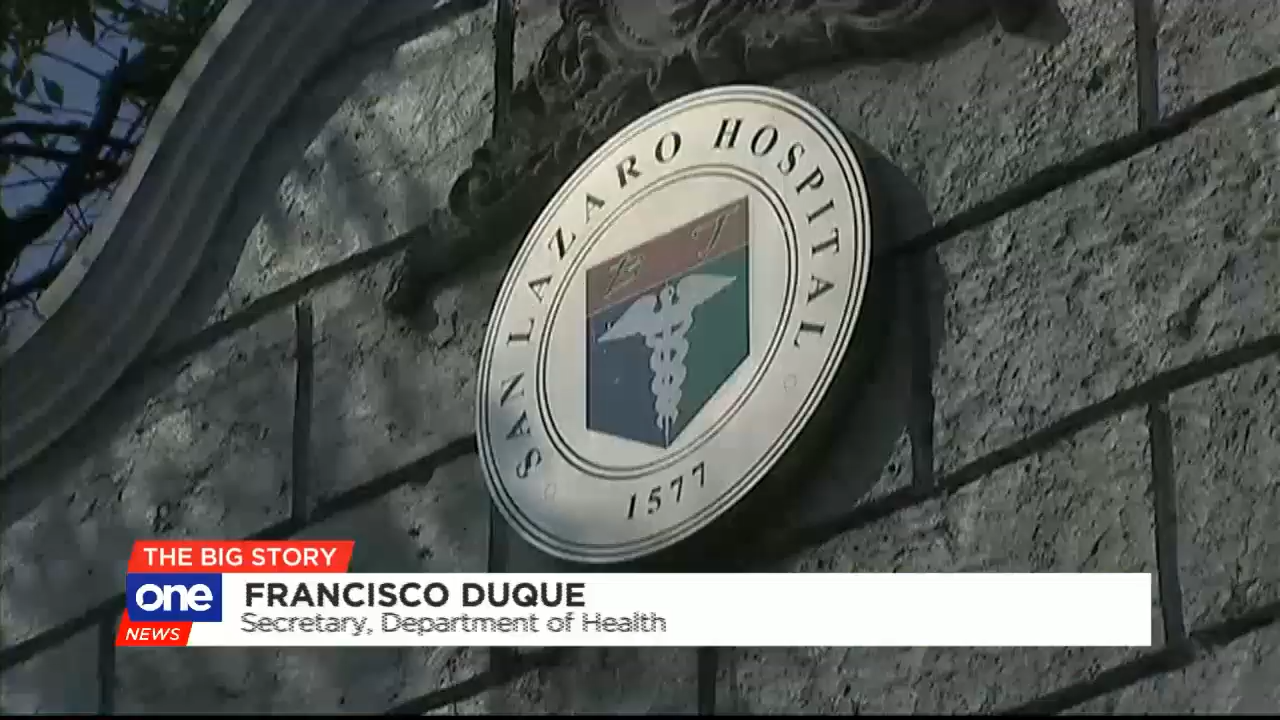 SAN LAZARO HOSPITAL
1577
THE BIG STORY
one
NEWS
FRANCISCO DUQUE
Secretary, Department of Health